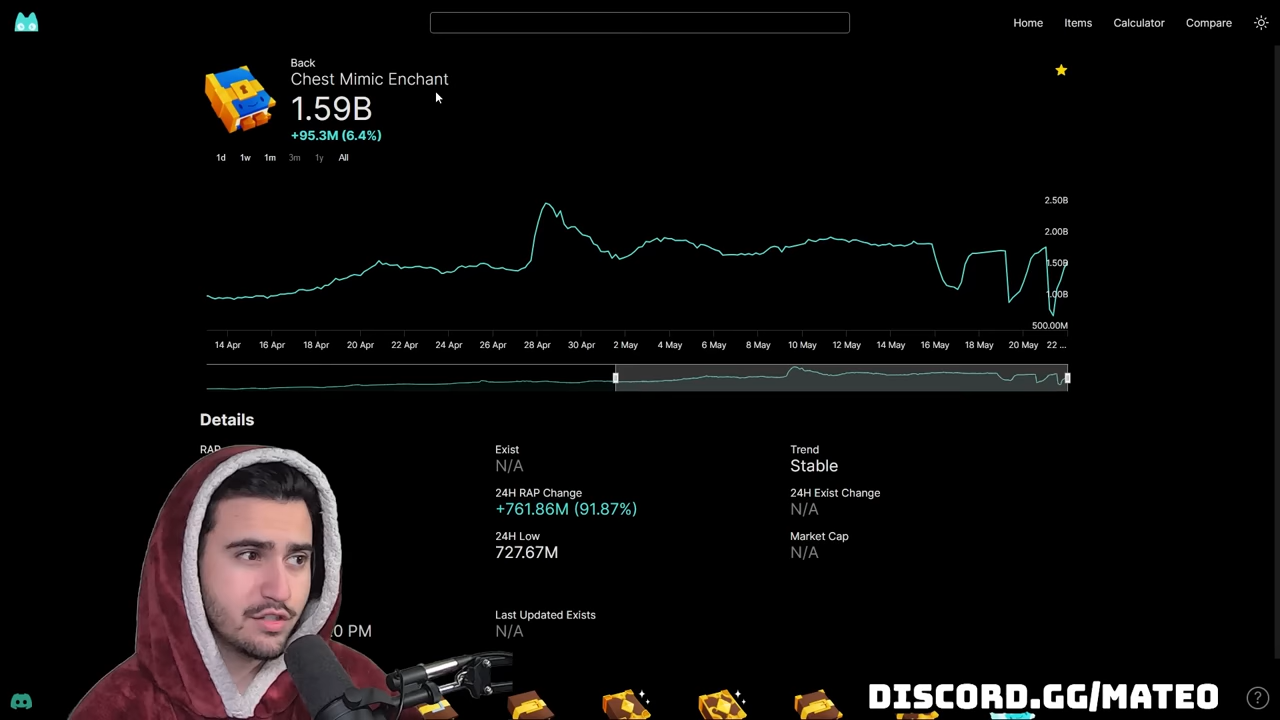 Home Items Calculator Compare
Back
Chest Mimic Enchant
1.59B
+95.3M (6.4%)
1d 1w 1m 3m 1y All
2.50B
2.00B
1.50B
1.00B
500.00M
14 Apr 16 Apr 18 Apr 20 Apr 22 Apr 24 Apr 26 Apr 28 Apr 30 Apr 2 May 4 May 6 May 8 May 10 May 12 May 14 May 16 May 18 May 20 May 22 ...
Details
RAP Exist Trend
N/A Stable
24H RAP Change 24H Exist Change
+761.86M (91.87%) N/A
24H Low Market Cap
727.67M N/A
Last Updated Exists
0 PM N/A
DISCORD.GG/MATEO
?